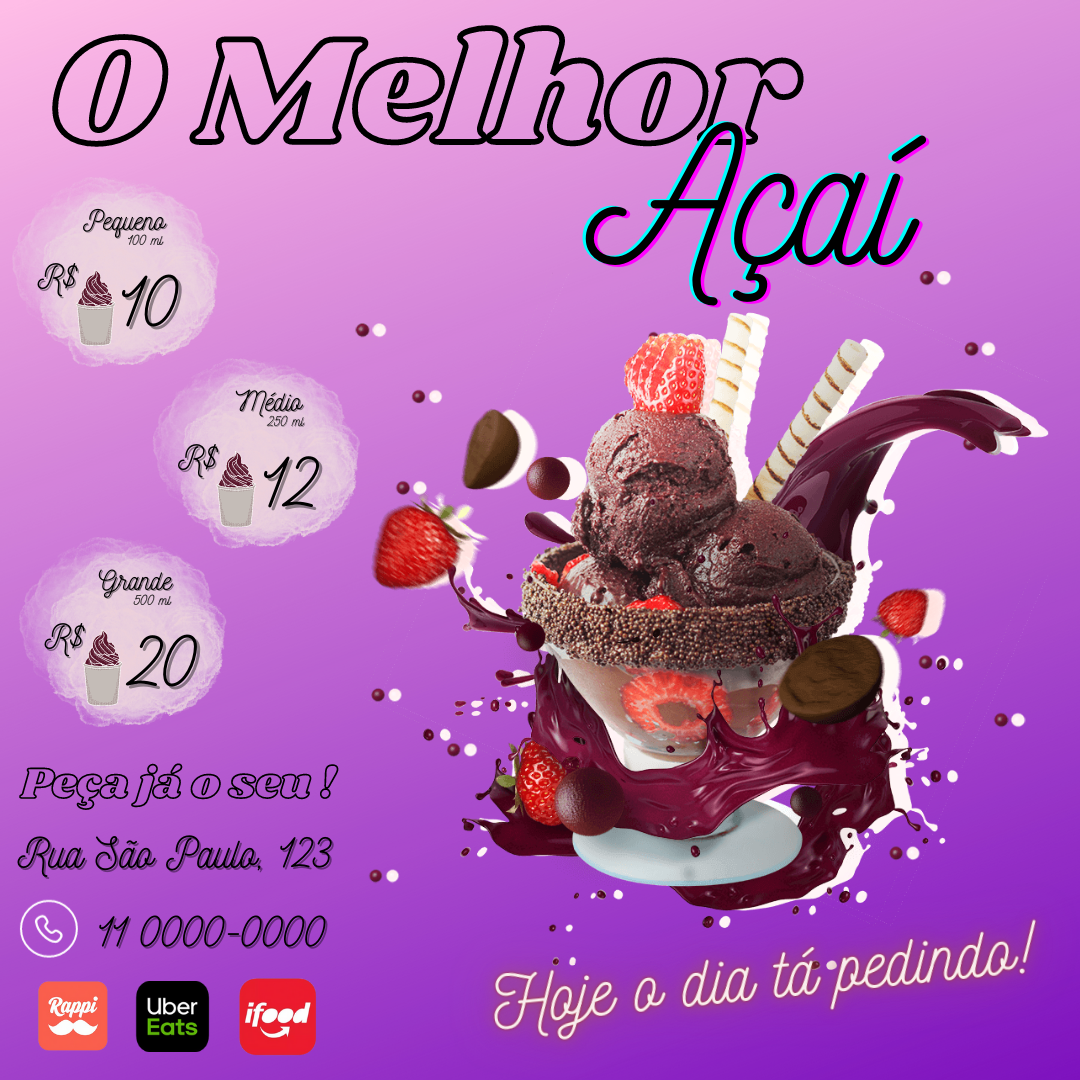 O Melhor
Açaí
Pequeno
100 ml
R$ 10
Médio
250 ml
R$ 12
Grande
500 ml
R$ 20
Peça já o seu !
Rua São Paulo, 123
11 0000-0000
Rappi
Uber
Eats
ifood
Hoje o dia tá pedindo!